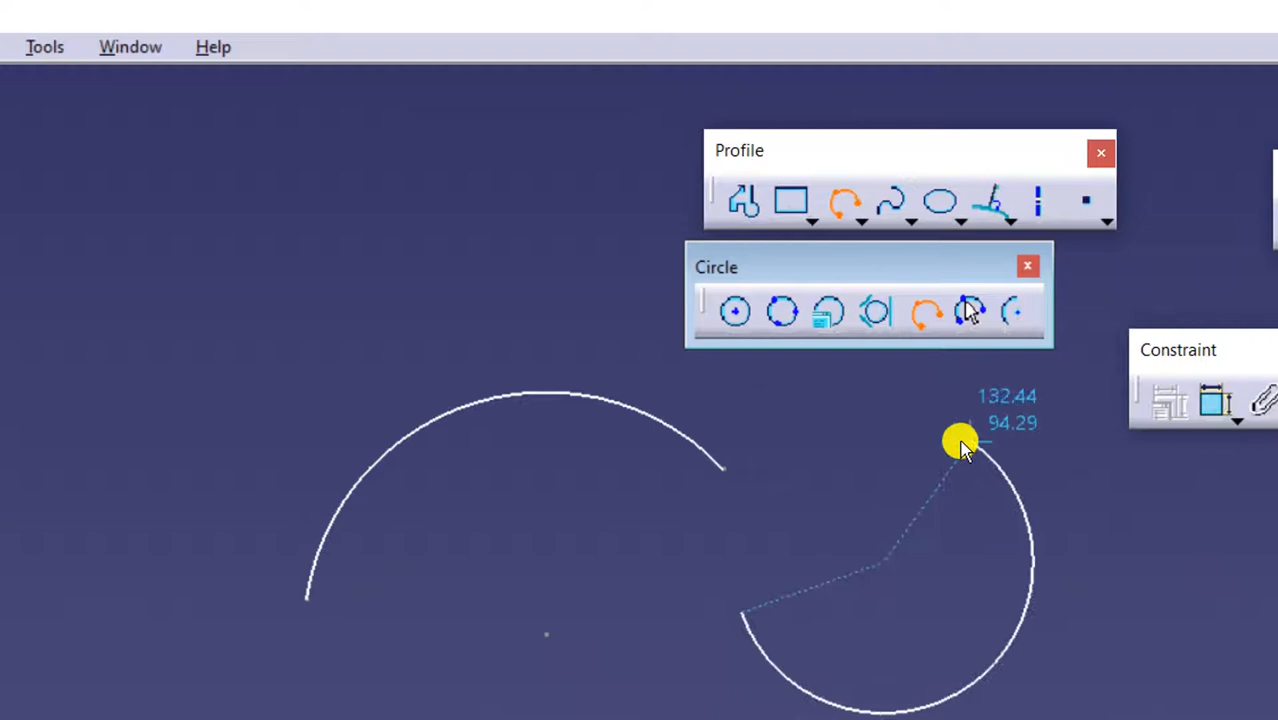 Tools Window Help
Profile
Circle
Constraint
132.44
94.29